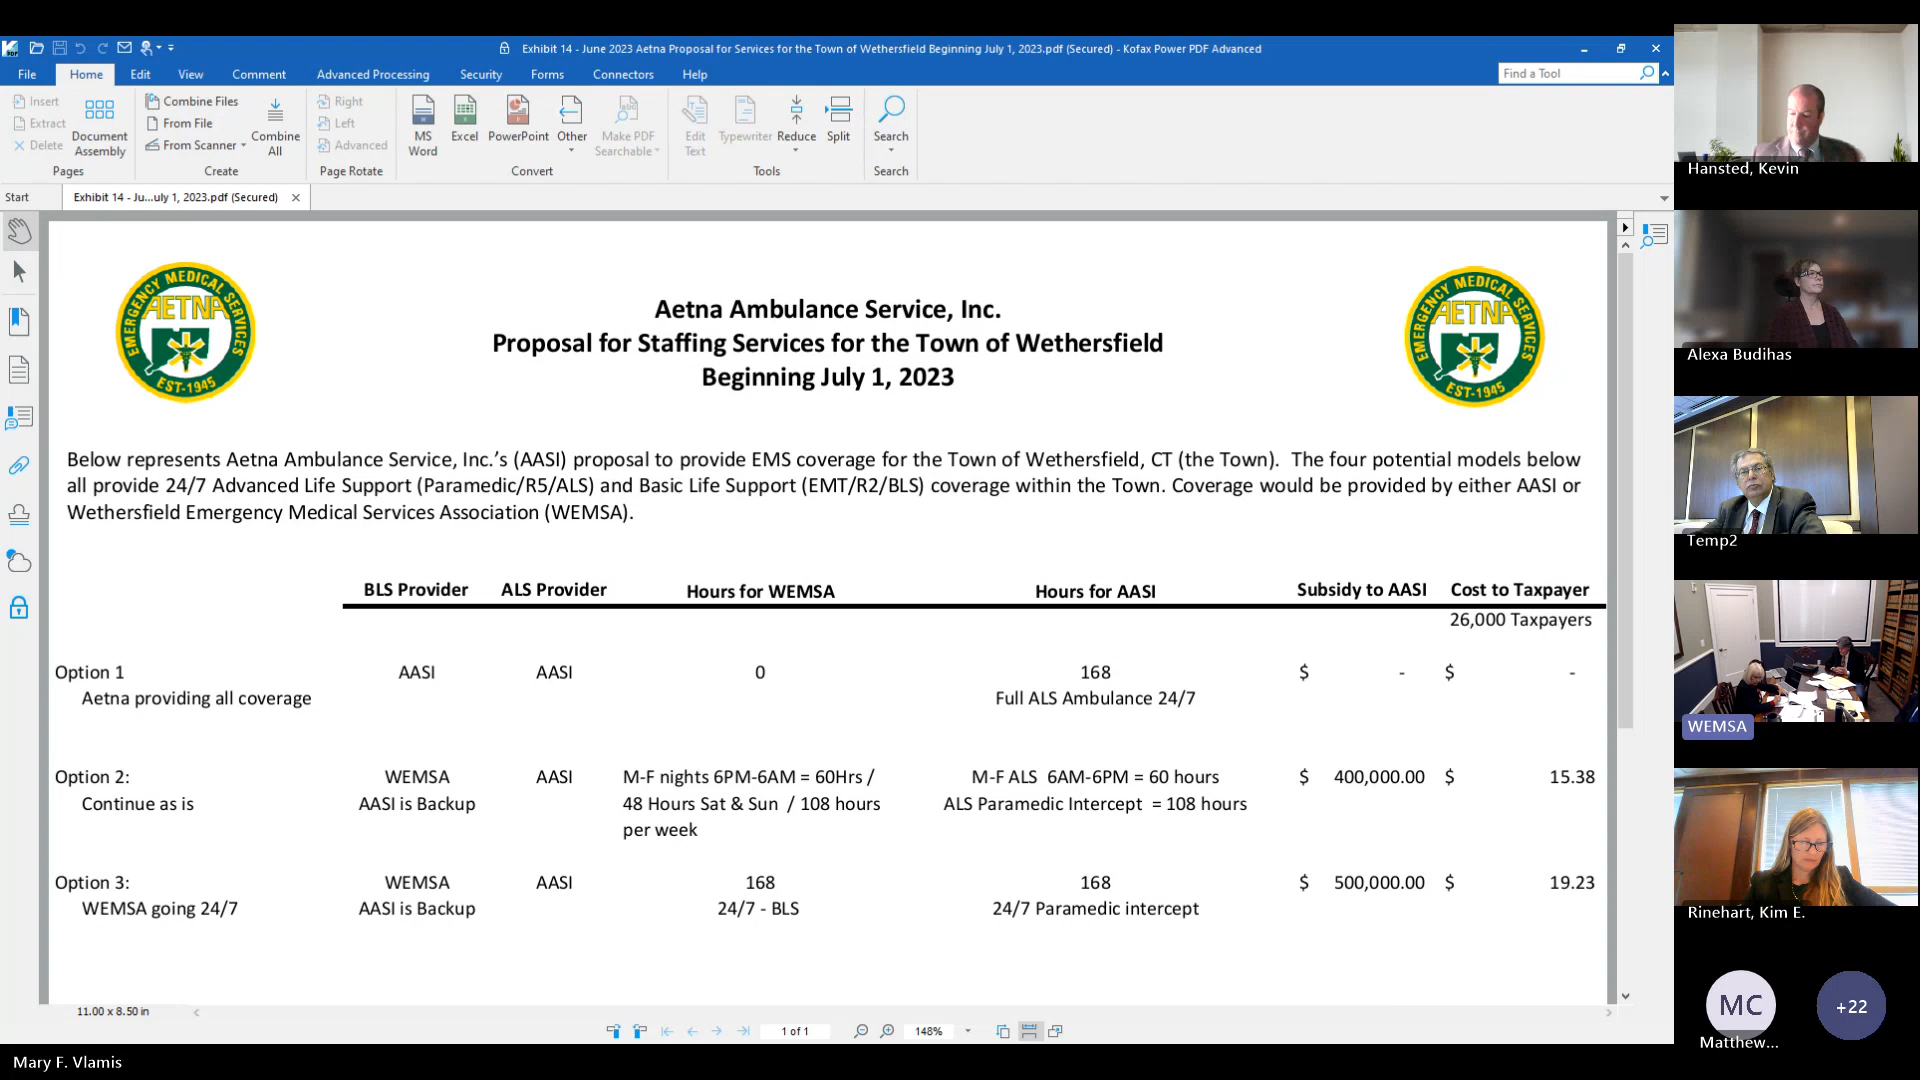 Exhibit 14 - June 2023 Aetna Proposal for Services for the Town of Wethersfield Beginning July 1, 2023.pdf (Secured) - Kofax Power PDF Advanced
File Home Edit View Comment Advanced Processing Security Forms Connectors Help
Find a Tool
Insert
Extract
Delete
Document Assembly
Pages
Combine Files
From File
From Scanner
Combine All
Create
Right
Left
Advanced
Page Rotate
MS Word
Excel
PowerPoint
Other
Make PDF Searchable
Convert
Edit Text
Typewriter
Reduce
Split
Tools
Search
Search
Start
Exhibit 14 - Ju...uly 1, 2023.pdf (Secured)
EMERGENCY MEDICAL SERVICES
AETNA
EST-1945
Aetna Ambulance Service, Inc.
Proposal for Staffing Services for the Town of Wethersfield
Beginning July 1, 2023
EMERGENCY MEDICAL SERVICES
AETNA
EST-1945
Below represents Aetna Ambulance Service, Inc.'s (AASI) proposal to provide EMS coverage for the Town of Wethersfield, CT (the Town). The four potential models below
all provide 24/7 Advanced Life Support (Paramedic/R5/ALS) and Basic Life Support (EMT/R2/BLS) coverage within the Town. Coverage would be provided by either AASI or
Wethersfield Emergency Medical Services Association (WEMSA).
BLS Provider ALS Provider Hours for WEMSA Hours for AASI Subsidy to AASI Cost to Taxpayer
26,000 Taxpayers
Option 1 AASI AASI 0 168 $ - $ -
Aetna providing all coverage Full ALS Ambulance 24/7
Option 2: WEMSA AASI M-F nights 6PM-6AM = 60Hrs / M-F ALS 6AM-6PM = 60 hours $ 400,000.00 $ 15.38
Continue as is AASI is Backup 48 Hours Sat & Sun / 108 hours ALS Paramedic Intercept = 108 hours
per week
Option 3: WEMSA AASI 168 168 $ 500,000.00 $ 19.23
WEMSA going 24/7 AASI is Backup 24/7 - BLS 24/7 Paramedic intercept
11.00 x 8.50 in
1 of 1
148%
Mary F. Vlamis
Hansted, Kevin
Alexa Budihas
Temp2
WEMSA
Rinehart, Kim E.
MC
+22
Matthew...